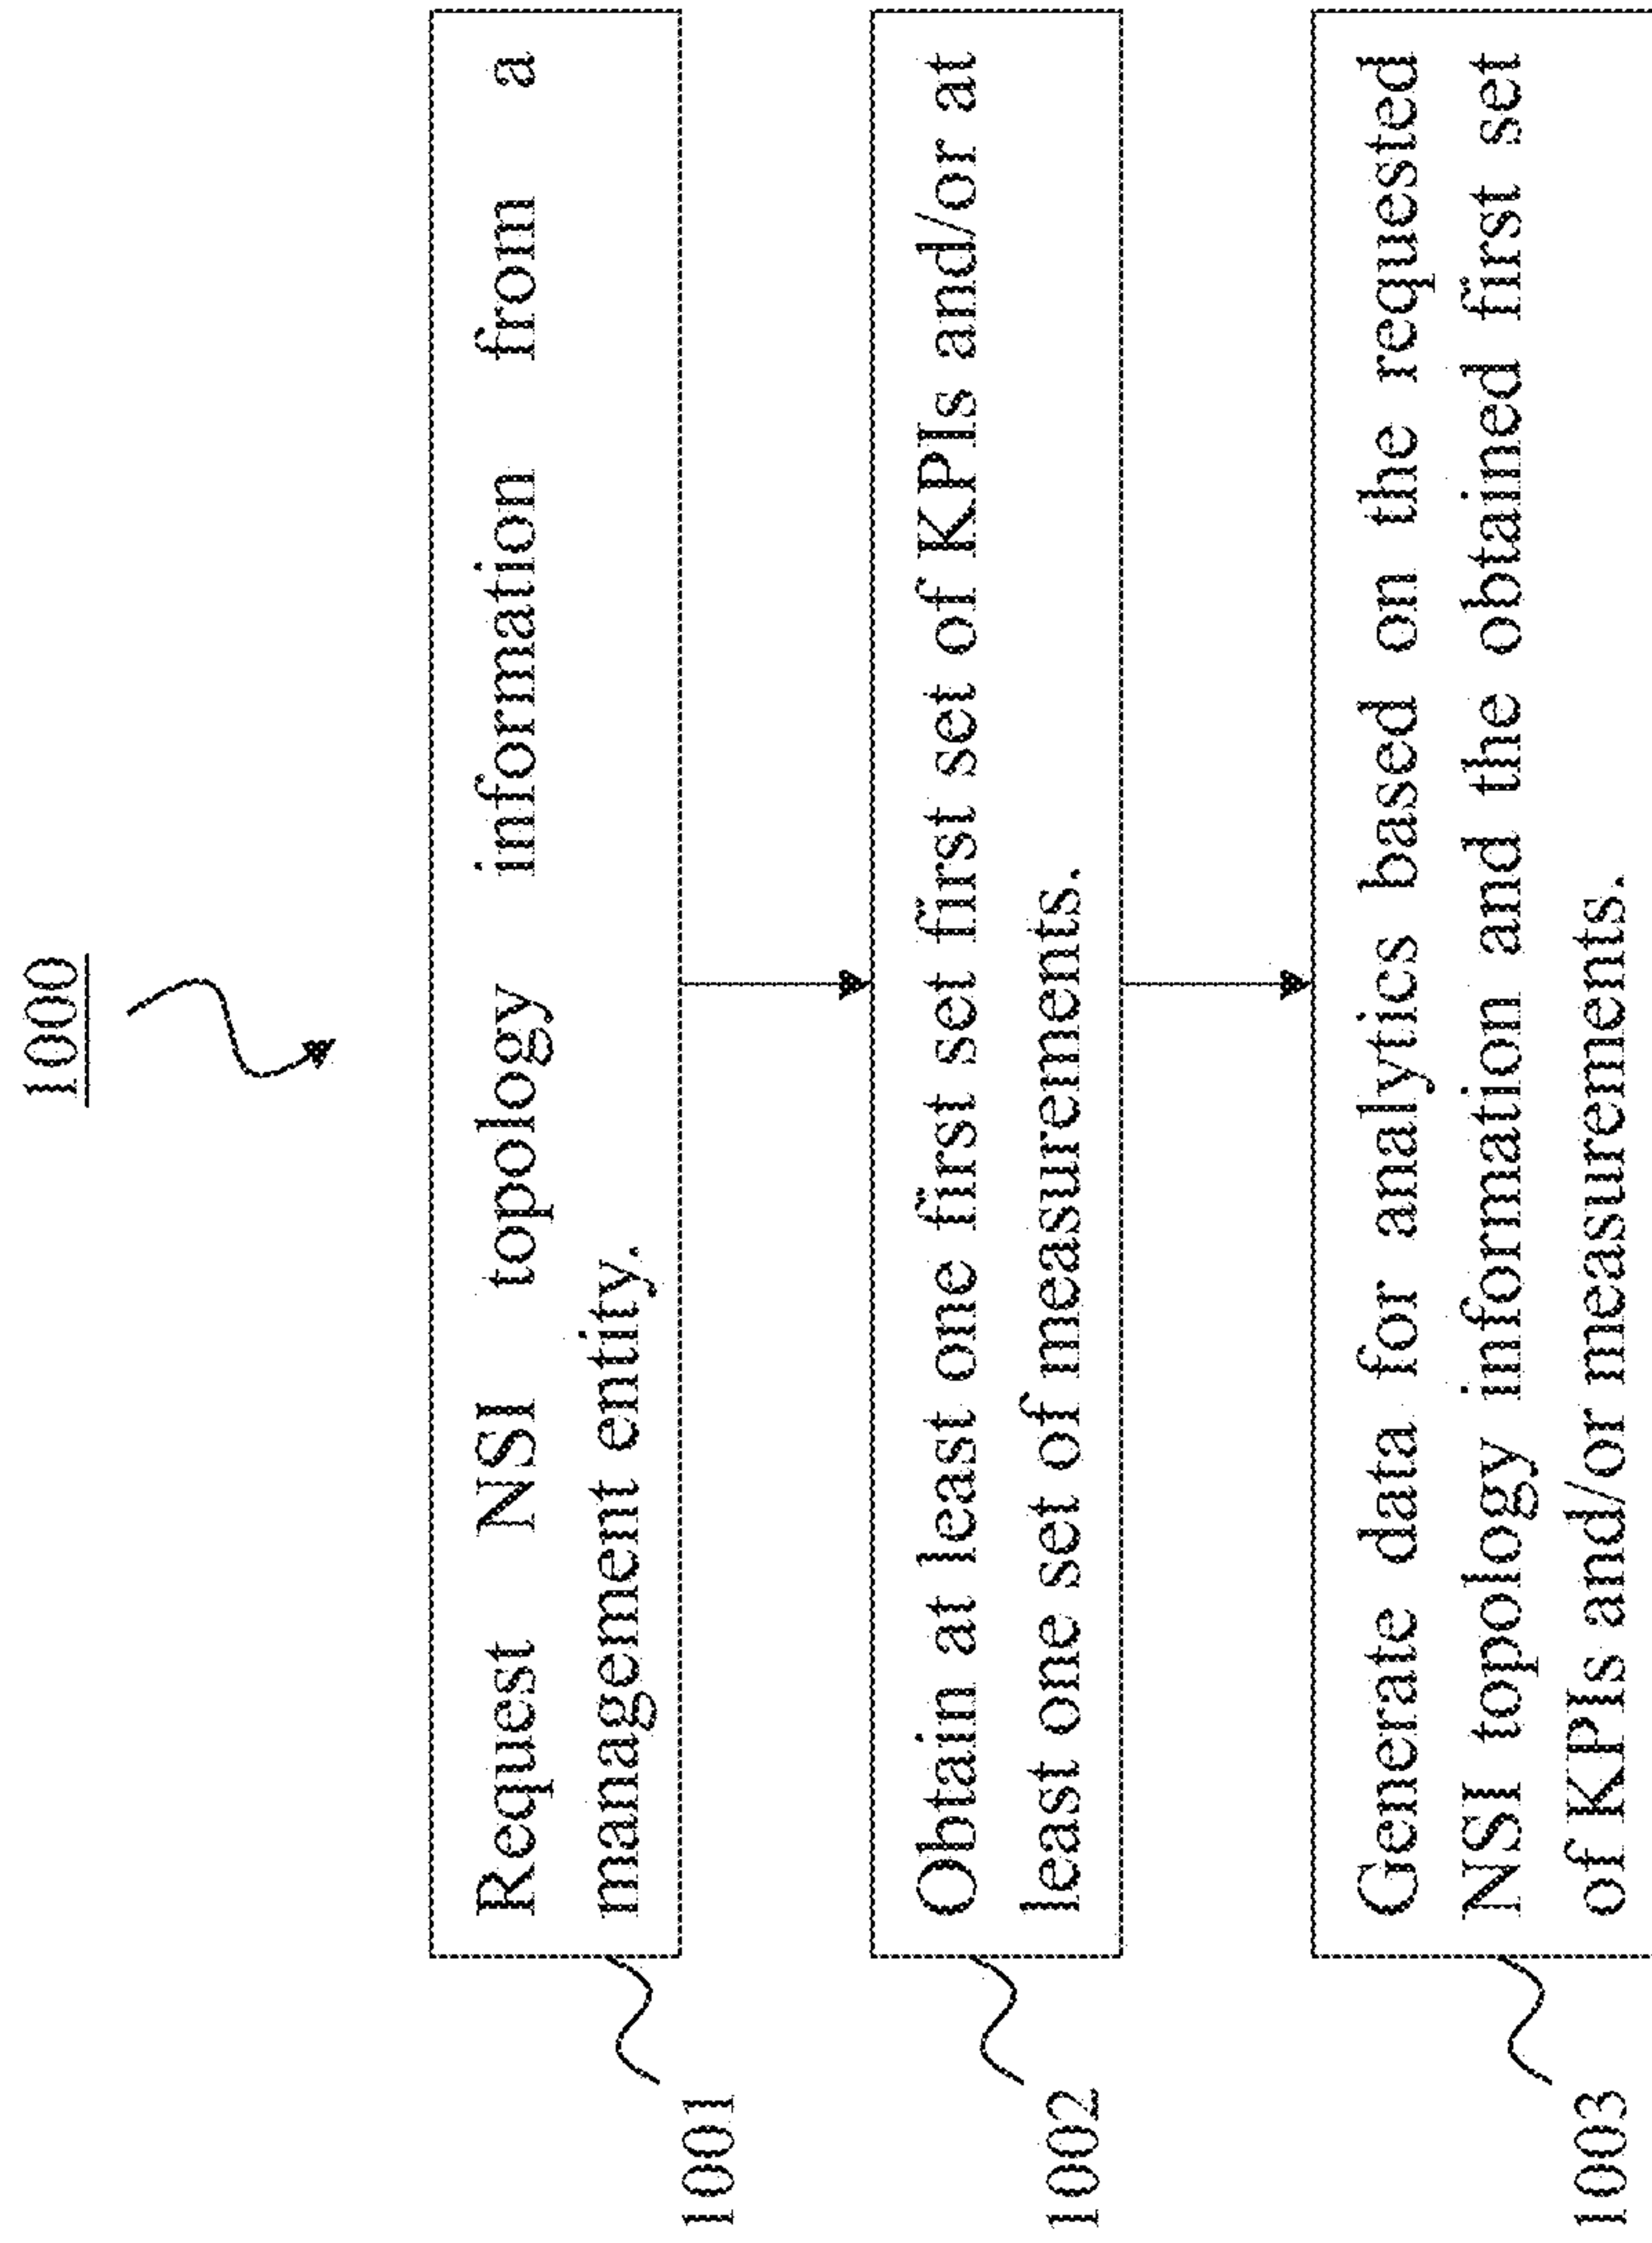 1000
Request NSI topology information from a
management entity.
1001
Obtain at least one first set first set of KPIs and/or at
least one set of measurements.
1002
Generate data for analytics based on the requested
NSI topology information and the obtained first set
of KPIs and/or measurements.
1003